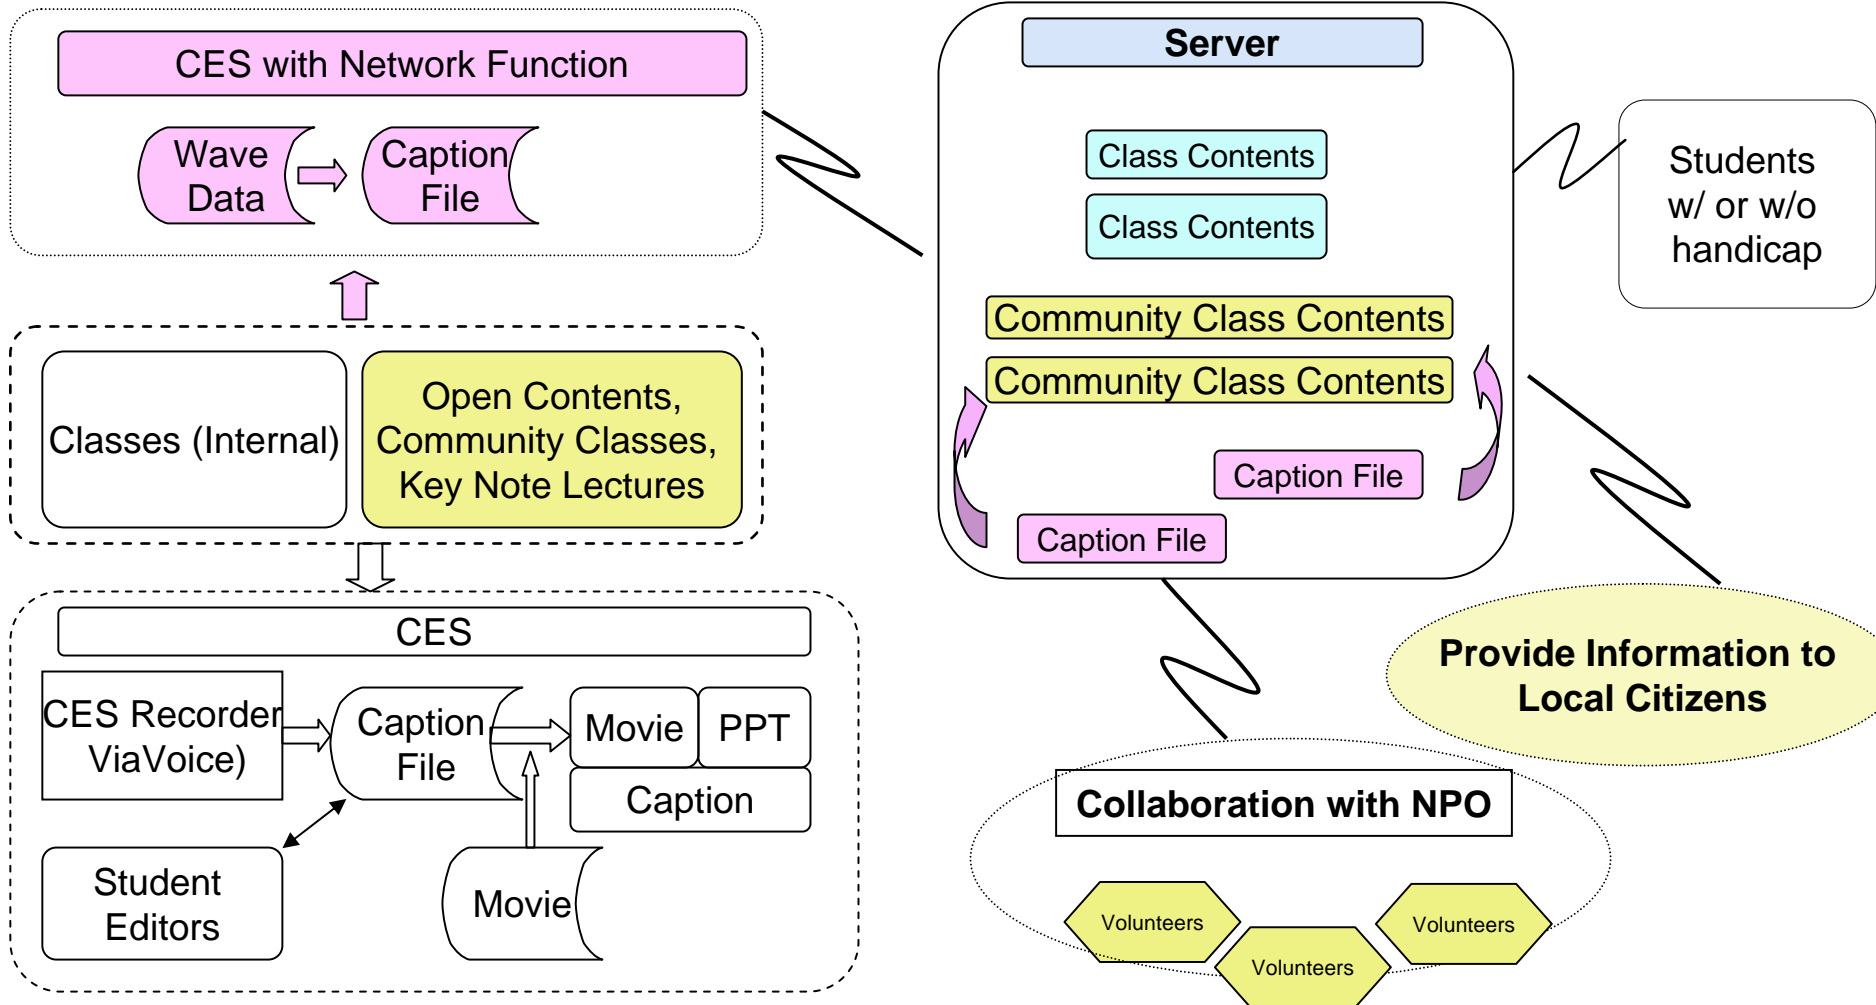 CES with Network Function
Wave
Data
Caption
File
Classes (Internal)
Open Contents,
Community Classes,
Key Note Lectures
CES
CES Recorder
ViaVoice)
Caption
File
Movie
PPT
Caption
Student
Editors
Movie
Server
Class Contents
Class Contents
Community Class Contents
Community Class Contents
Caption File
Caption File
Students
w/ or w/o
handicap
Provide Information to
Local Citizens
Collaboration with NPO
Volunteers
Volunteers
Volunteers